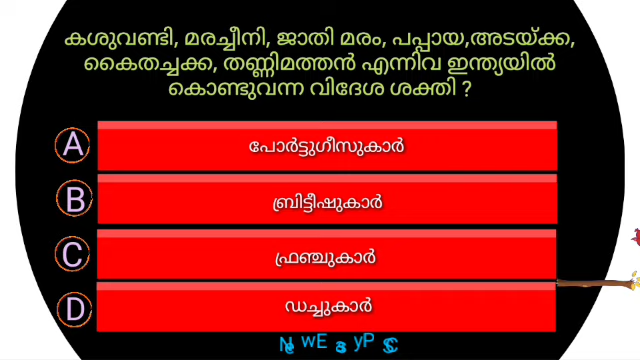 കശുവണ്ടി, മരച്ചീനി, ജാതി മരം, പപ്പായ,അടയ്ക്ക,
കൈതച്ചക്ക, തണ്ണിമത്തൻ എന്നിവ ഇന്ത്യയിൽ
കൊണ്ടുവന്ന വിദേശ ശക്തി ?
A പോർട്ടുഗീസുകാർ
B ബ്രിട്ടീഷുകാർ
C ഫ്രഞ്ചുകാർ
D ഡച്ചുകാർ